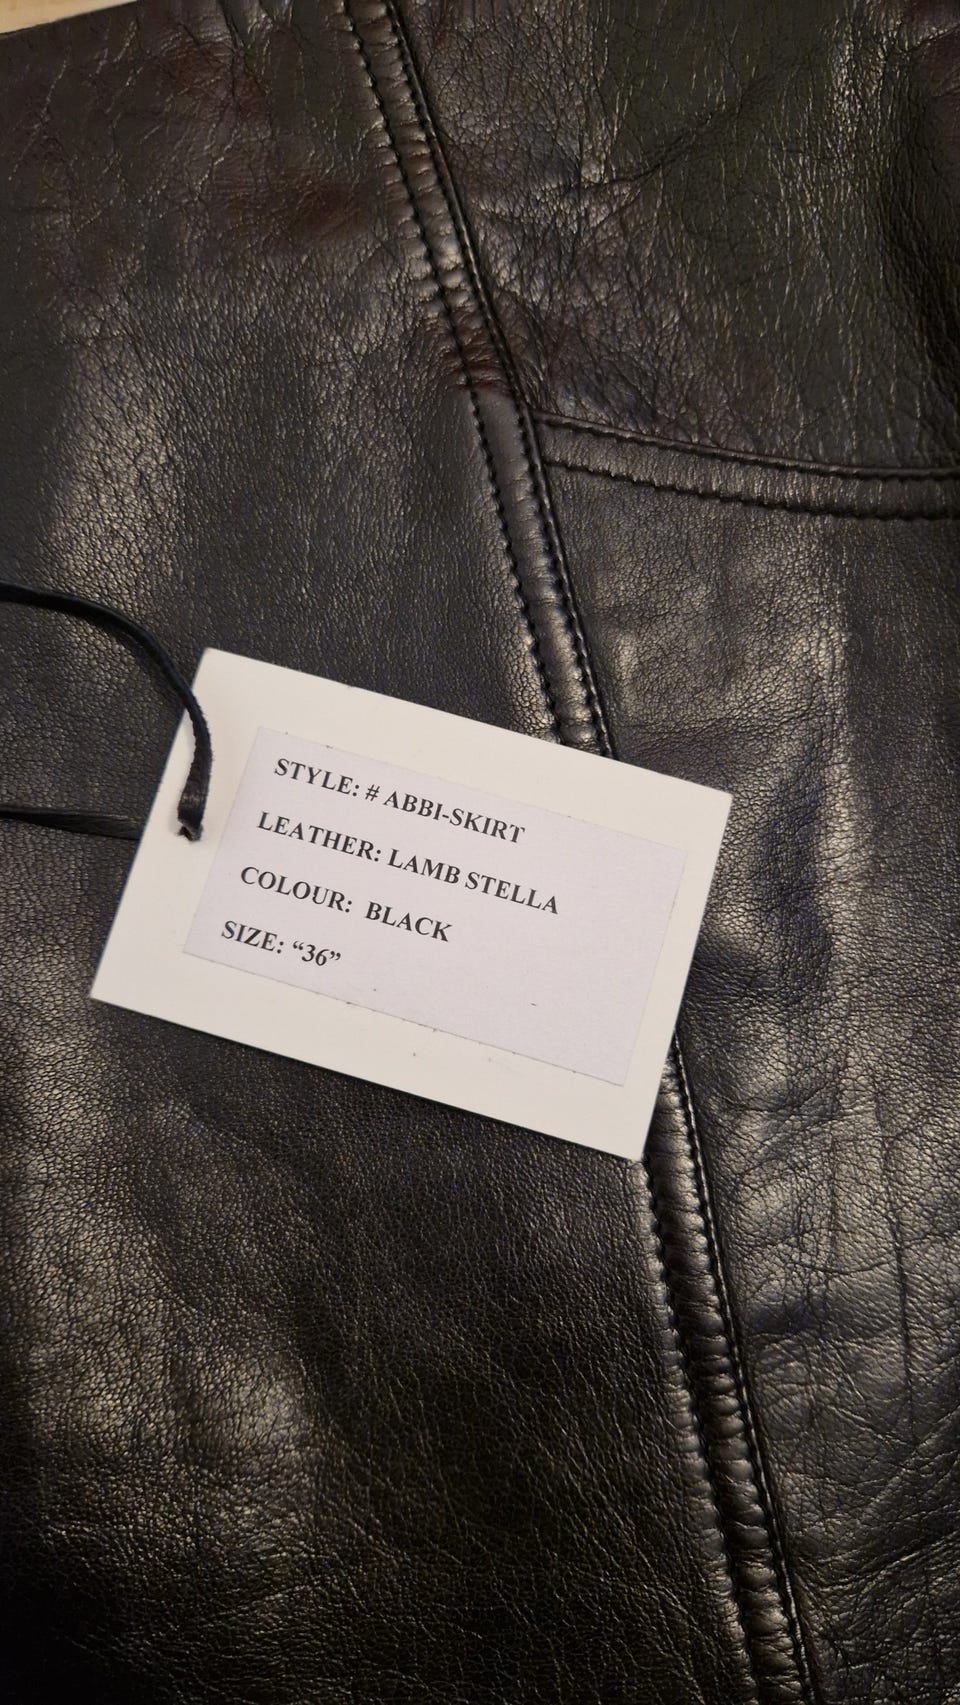 STYLE: # ABBI-SKIRT
LEATHER: LAMB STELLA
COLOUR: BLACK
SIZE: “36”